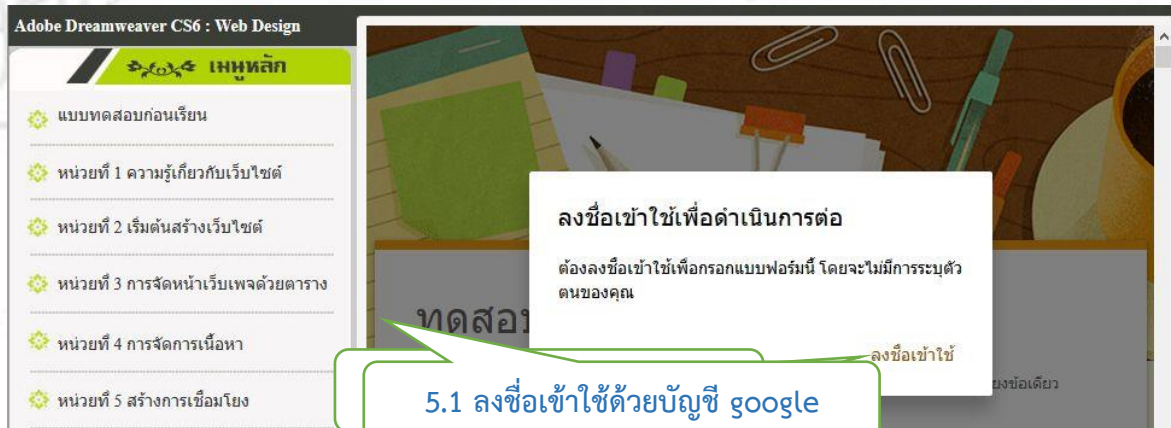 Adobe Dreamweaver CS6 : Web Design
เมนูหลัก
แบบทดสอบก่อนเรียน
หน่วยที่ 1 ความรู้เกี่ยวกับเว็บไซต์
หน่วยที่ 2 เริ่มต้นสร้างเว็บไซต์
หน่วยที่ 3 การจัดหน้าเว็บเพจด้วยตาราง
หน่วยที่ 4 การจัดการเนื้อหา
หน่วยที่ 5 สร้างการเชื่อมโยง
ลงชื่อเข้าใช้เพื่อดำเนินการต่อ
ต้องลงชื่อเข้าใช้เพื่อกรอกแบบฟอร์มนี้ โดยจะไม่มีการระบุตัว
ตนของคุณ
ลงชื่อเข้าใช้
ทดสอบ
ยงข้อเดียว
5.1 ลงชื่อเข้าใช้ด้วยบัญชี google